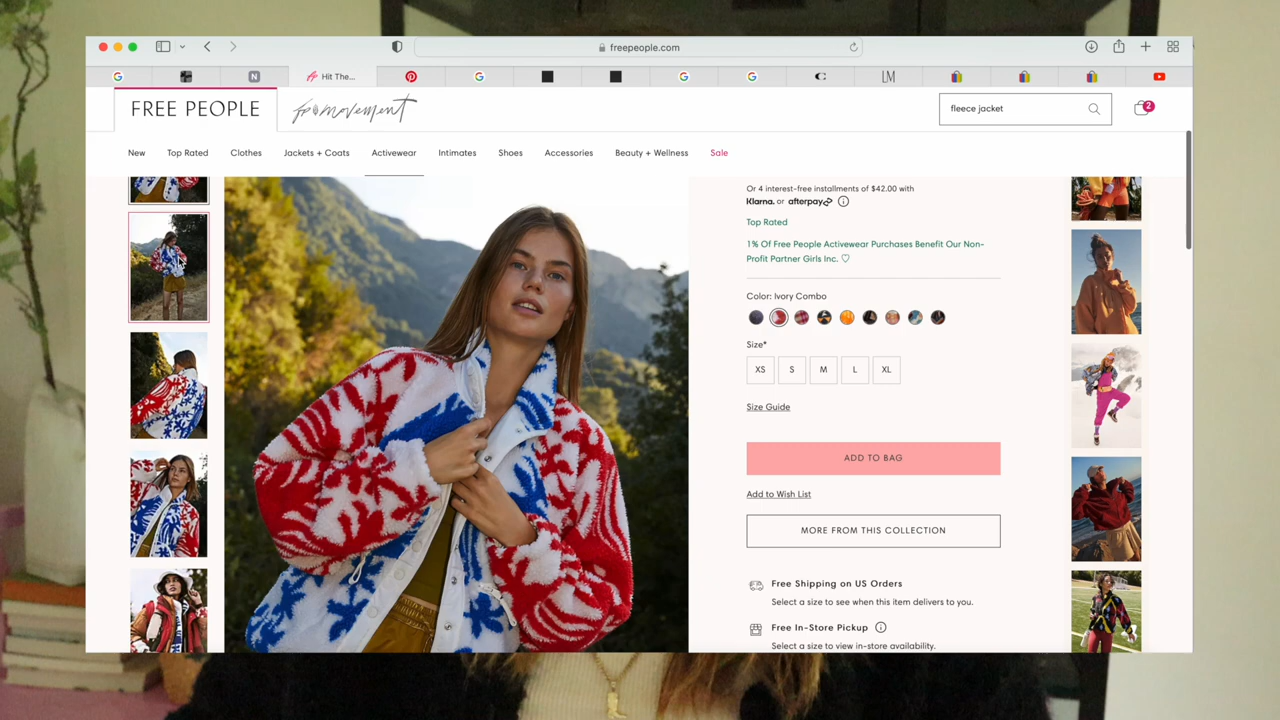 freepeople.com
Hit The...
LM
FREE PEOPLE
fp movement
fleece jacket
2
New
Top Rated
Clothes
Jackets + Coats
Activewear
Intimates
Shoes
Accessories
Beauty + Wellness
Sale
Or 4 interest-free installments of $42.00 with
Klarna. or afterpay
Top Rated
1% Of Free People Activewear Purchases Benefit Our Non-
Profit Partner Girls Inc. ♡
Color: Ivory Combo
Size*
XS
S
M
L
XL
Size Guide
ADD TO BAG
Add to Wish List
MORE FROM THIS COLLECTION
Free Shipping on US Orders
Select a size to see when this item delivers to you.
Free In-Store Pickup
Select a size to view in-store availability.